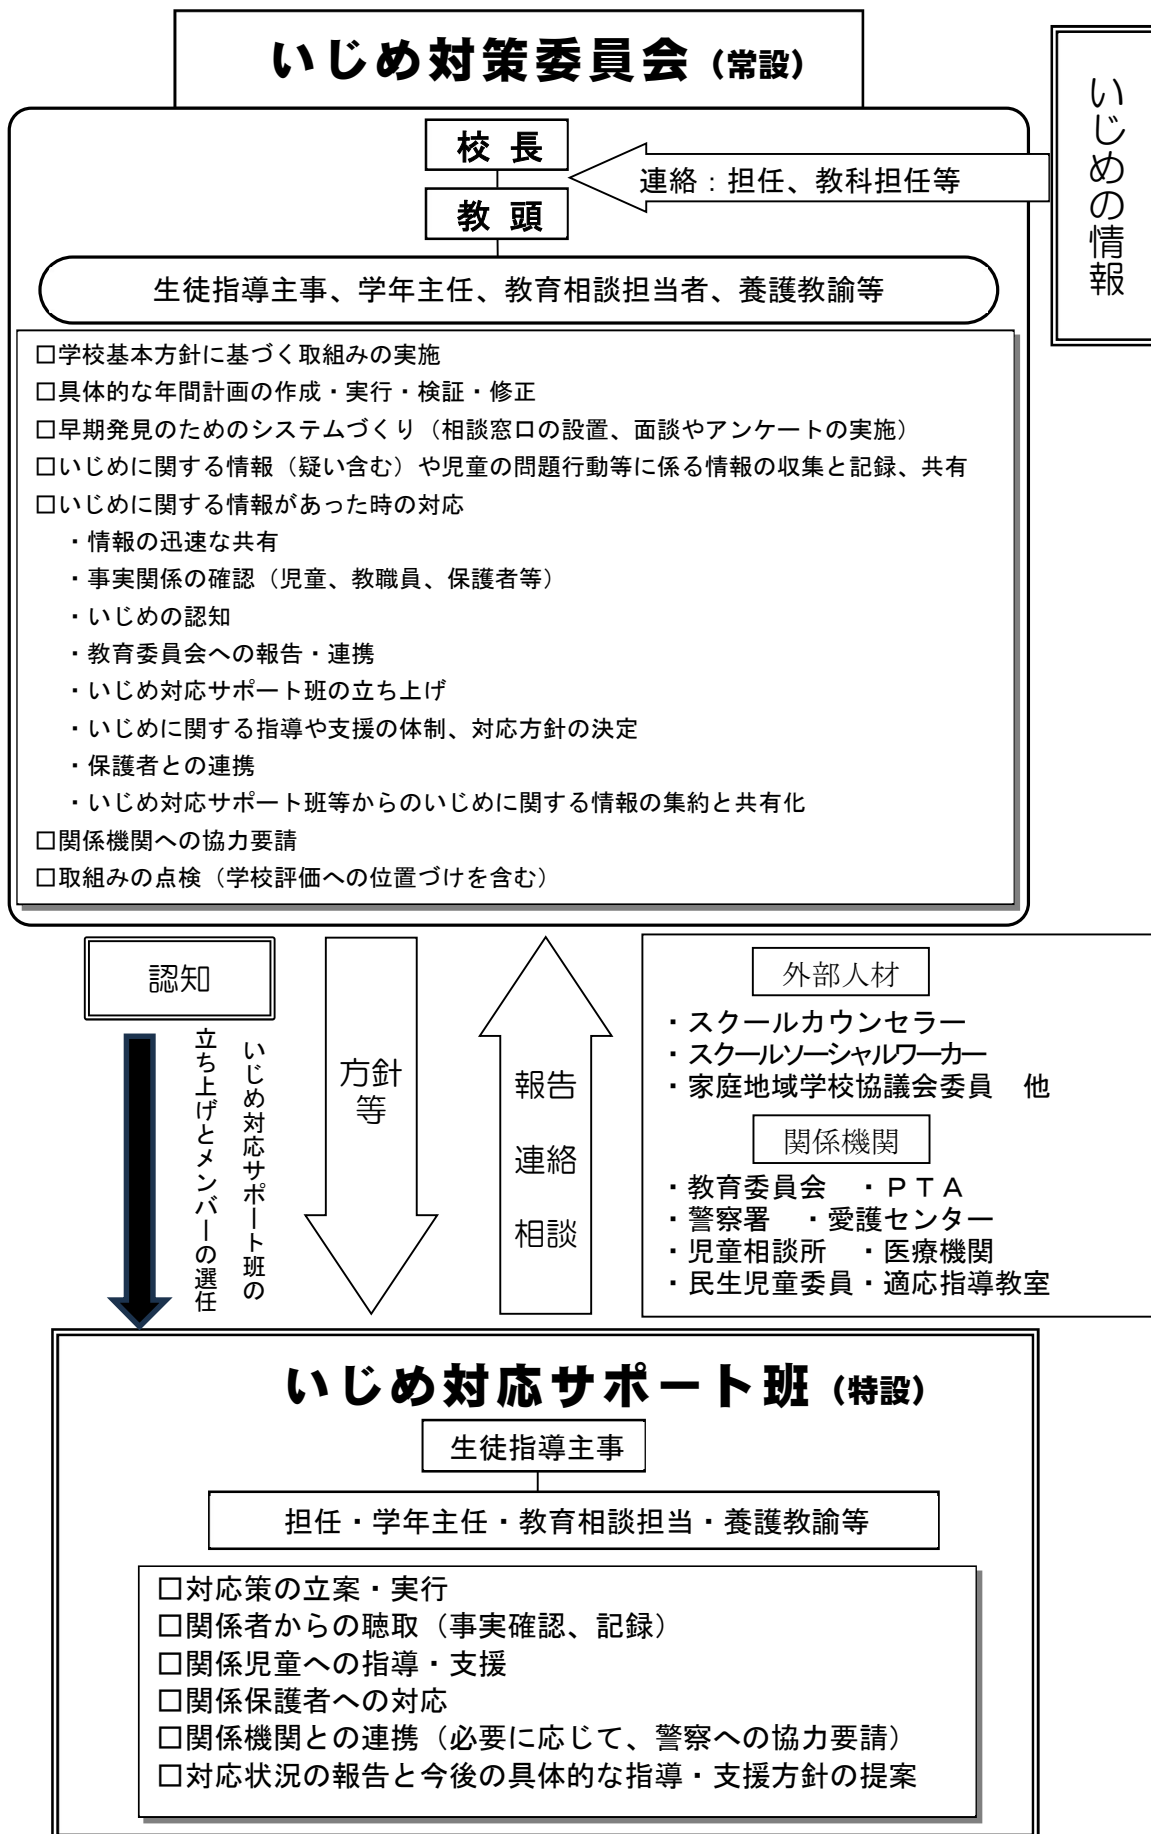 いじめ対策委員会（常設）
いじめの情報
校 長
連絡：担任、教科担任等
教 頭
生徒指導主事、学年主任、教育相談担当者、養護教諭等
□学校基本方針に基づく取組みの実施
□具体的な年間計画の作成・実行・検証・修正
□早期発見のためのシステムづくり（相談窓口の設置、面談やアンケートの実施）
□いじめに関する情報（疑い含む）や児童の問題行動等に係る情報の収集と記録、共有
□いじめに関する情報があった時の対応
・情報の迅速な共有
・事実関係の確認（児童、教職員、保護者等）
・いじめの認知
・教育委員会への報告・連携
・いじめ対応サポート班の立ち上げ
・いじめに関する指導や支援の体制、対応方針の決定
・保護者との連携
・いじめ対応サポート班等からのいじめに関する情報の集約と共有化
□関係機関への協力要請
□取組みの点検（学校評価への位置づけを含む）
認知
いじめ対応サポート班の
立ち上げとメンバーの選任
方針
等
報告
連絡
相談
外部人材
・スクールカウンセラー
・スクールソーシャルワーカー
・家庭地域学校協議会委員　他
関係機関
・教育委員会　・ＰＴＡ
・警察署　・愛護センター
・児童相談所　・医療機関
・民生児童委員・適応指導教室
いじめ対応サポート班（特設）
生徒指導主事
担任・学年主任・教育相談担当・養護教諭等
□対応策の立案・実行
□関係者からの聴取（事実確認、記録）
□関係児童への指導・支援
□関係保護者への対応
□関係機関との連携（必要に応じて、警察への協力要請）
□対応状況の報告と今後の具体的な指導・支援方針の提案